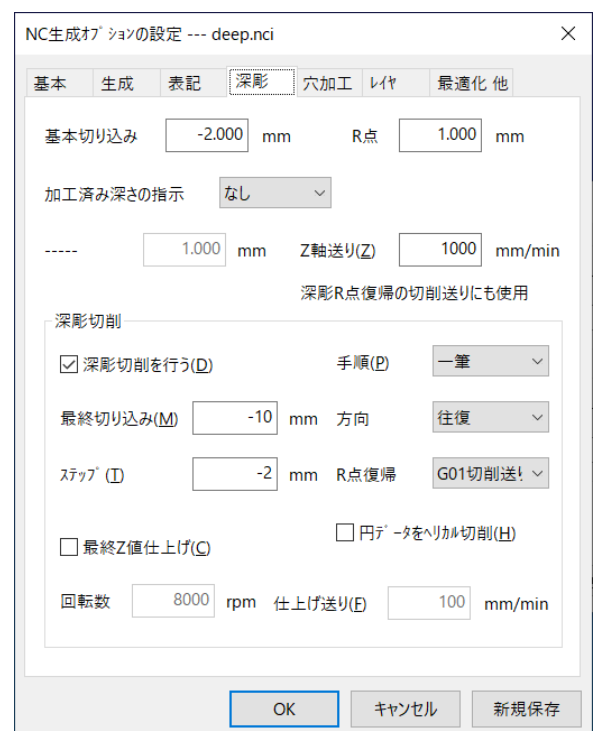 NC生成ｵﾌﾟｼｮﾝの設定 --- deep.nci
基本 生成 表記 深彫 穴加工 ﾚｲﾔ 最適化 他
基本切り込み -2.000 mm R点 1.000 mm
加工済み深さの指示 なし
----- 1.000 mm Z軸送り(Z) 1000 mm/min
深彫R点復帰の切削送りにも使用
深彫切削
深彫切削を行う(D) 手順(P) 一筆
最終切り込み(M) -10 mm 方向 往復
ｽﾃｯﾌﾟ(T) -2 mm R点復帰 G01切削送り
円ﾃﾞｰﾀをﾍﾘｶﾙ切削(H)
最終Z値仕上げ(C)
回転数 8000 rpm 仕上げ送り(F) 100 mm/min
OK キャンセル 新規保存